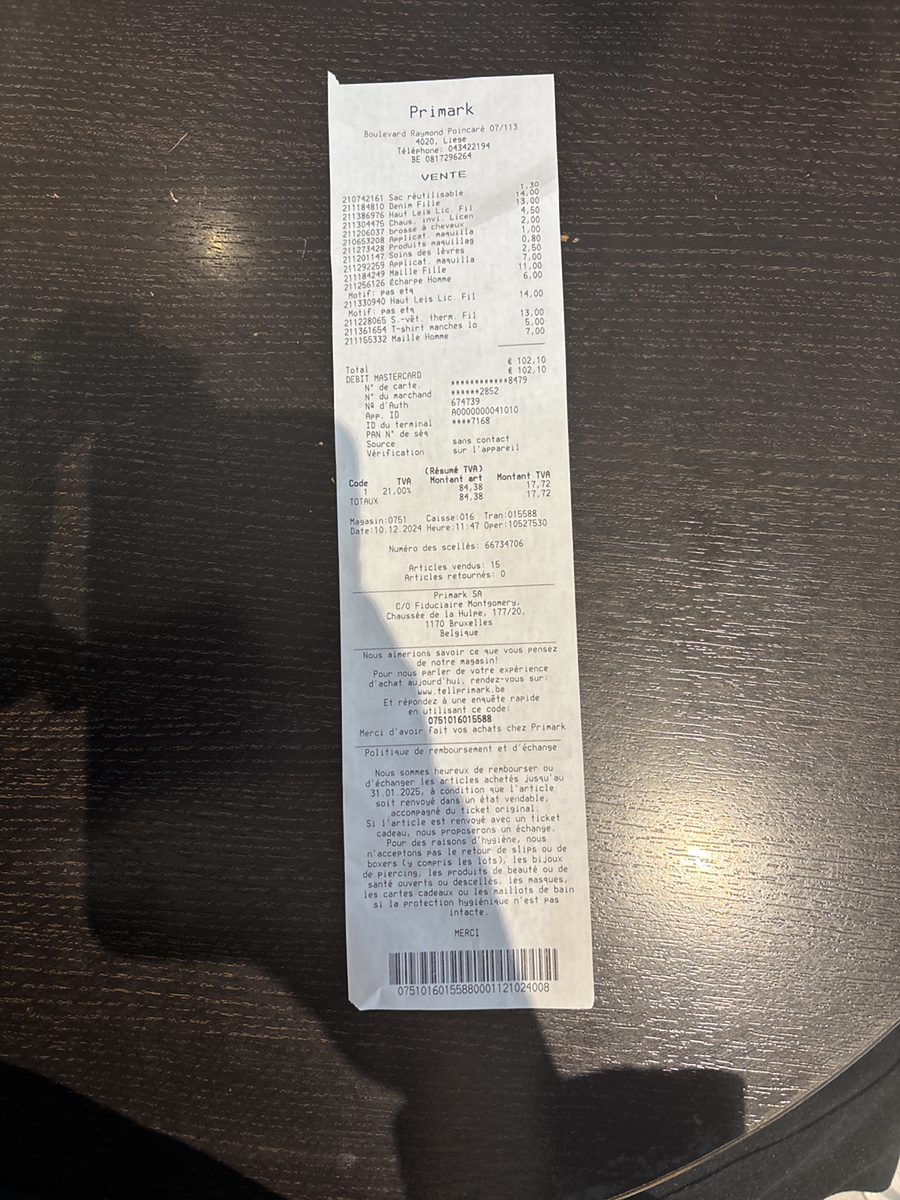 Primark
Boulevard Raymond Poincaré 07/113
4020, Liege
Téléphone: 043422194
BE 0817296264
VENTE
210742161 Sac réutilisable 1,30
211184810 Denim Fille 14,00
211386976 Haut Leis Lic. Fil 13,00
211304475 Chaus. invi. Licen 4,50
211206037 brosse à cheveux 2,00
210653208 Applicat. maquilla 1,00
211273428 Produits maquillag 0,80
211201147 Soins des lèvres 2,50
211292259 Applicat. maquilla 7,00
211184249 Maille Fille 11,00
211256126 Écharpe Homme 6,00
Motif: pas etq
211330940 Haut Leis Lic. Fil 14,00
Motif: pas etq
211228065 S.-vêt. therm. Fil 13,00
211361654 T-shirt manches lo 5,00
211155332 Maille Homme 7,00
Total € 102,10
DEBIT MASTERCARD € 102,10
N° de carte. ************8479
N° du marchand ******2852
Nº d'Auth 674739
App. ID A0000000041010
ID du terminal ****7168
PAN N° de séq
Source sans contact
Vérification sur l'appareil
(Résumé TVA)
Code TVA Montant art Montant TVA
1 21,00% 84,38 17,72
TOTAUX 84,38 17,72
Magasin:0751 Caisse:016 Tran:015588
Date:10.12.2024 Heure:11:47 Oper:10527530
Numéro des scellés: 66734706
Articles vendus: 15
Articles retournés: 0
Primark SA
C/O Fiduciaire Montgomery,
Chaussée de la Hulpe, 177/20,
1170 Bruxelles
Belgique
Nous aimerions savoir ce que vous pensez
de notre magasin!
Pour nous parler de votre expérience
d'achat aujourd'hui, rendez-vous sur:
www.tellprimark.be
Et répondez à une enquête rapide
en utilisant ce code:
0751016015588
Merci d'avoir fait vos achats chez Primark
Politique de remboursement et d'échange
Nous sommes heureux de rembourser ou
d'échanger les articles achetés jusqu'au
31.01.2025, à condition que l'article
soit renvoyé dans un état vendable,
accompagné du ticket original.
Si l'article est renvoyé avec un ticket
cadeau, nous proposerons un échange.
Pour des raisons d'hygiène, nous
n'acceptons pas le retour de slips ou de
boxers (y compris les lots), les bijoux
de piercing, les produits de beauté ou de
santé ouverts ou descellés, les masques,
les cartes cadeaux ou les maillots de bain
si la protection hygiénique n'est pas
intacte.
MERCI
07510160155880001121024008